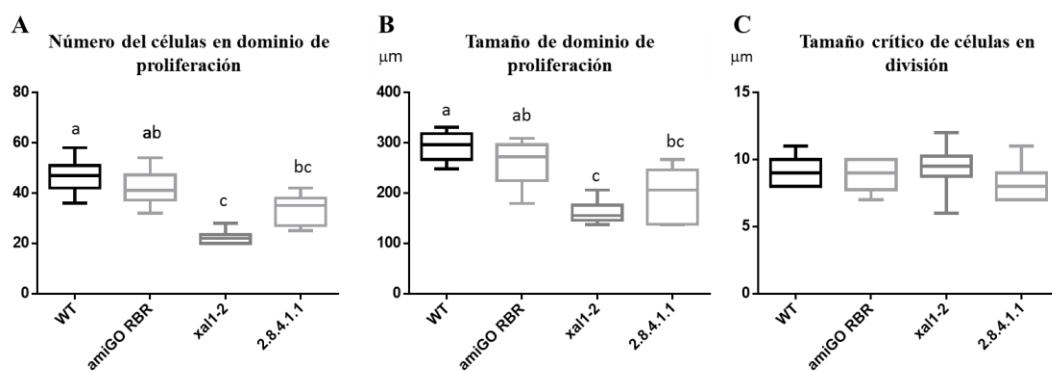 A
Número del células en dominio de
proliferación
80
60
40
20
0
a
ab
c
bc
WT
amiGO RBR
xal1-2
2.8.4.1.1
B
Tamaño de dominio de
proliferación
µm
400
300
200
100
0
a
ab
c
bc
WT
amiGO RBR
xal1-2
2.8.4.1.1
C
Tamaño crítico de células en
división
µm
15
10
5
0
WT
amiGO RBR
xal1-2
2.8.4.1.1